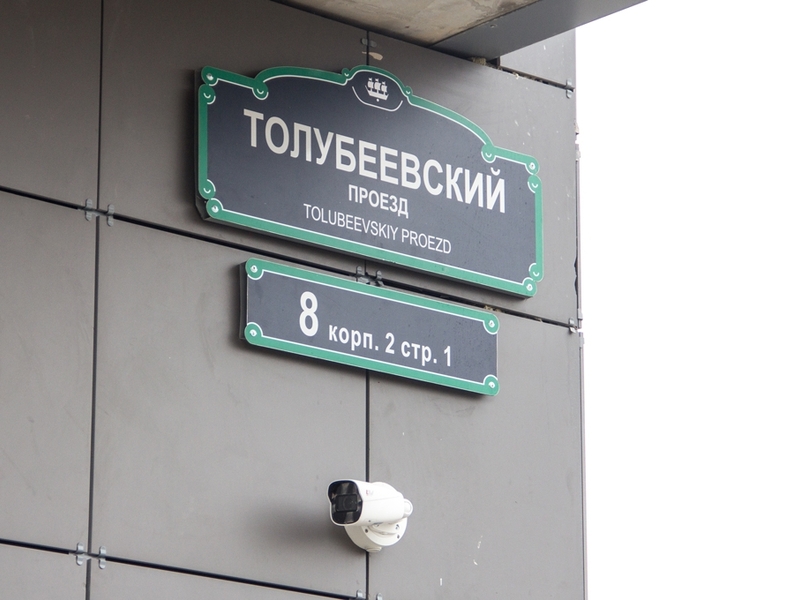 ТОЛУБЕЕВСКИЙ
ПРОЕЗД
TOLUBEEVSKIY PROEZD
8 корп. 2 стр. 1